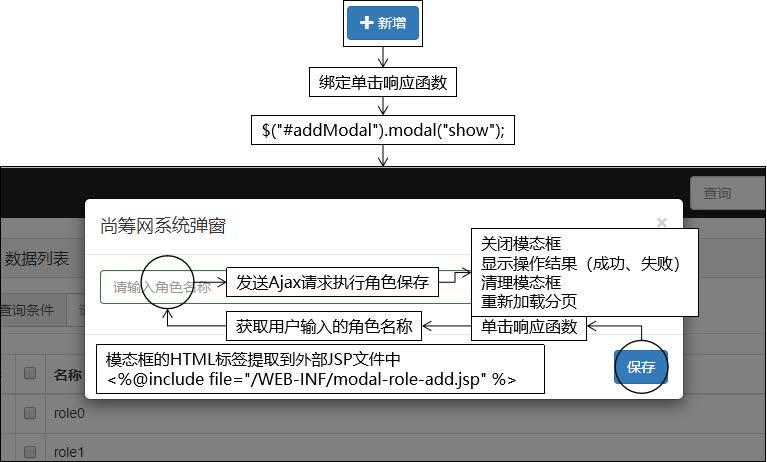 新增
绑定单击响应函数
$("#addModal").modal("show");
查询
尚筹网系统弹窗
×
关闭模态框
显示操作结果（成功、失败）
清理模态框
重新加载分页
数据列表
请输入角色名称
发送Ajax请求执行角色保存
查询条件
请
获取用户输入的角色名称
单击响应函数
模态框的HTML标签提取到外部JSP文件中
<%@include file="/WEB-INF/modal-role-add.jsp" %>
保存
名称
role0
role1